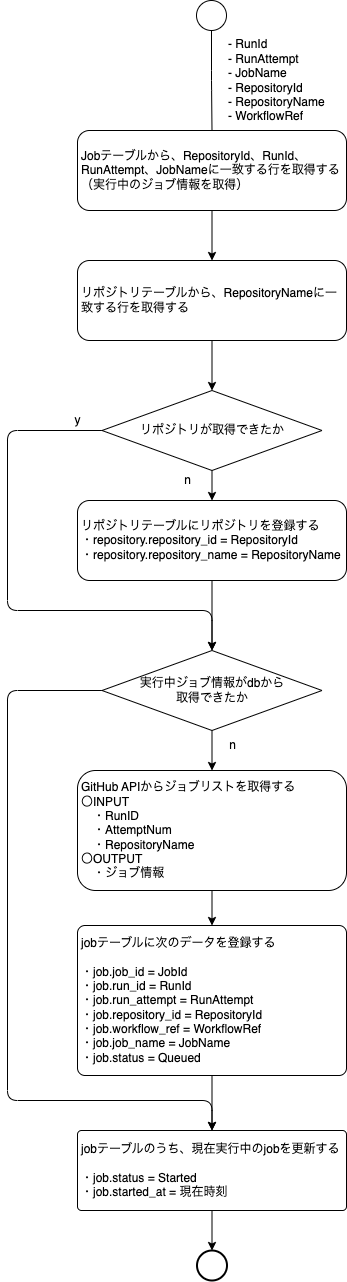 - RunId
- RunAttempt
- JobName
- RepositoryId
- RepositoryName
- WorkflowRef
Jobテーブルから、RepositoryId、RunId、
RunAttempt、JobNameに一致する行を取得する
（実行中のジョブ情報を取得）
リポジトリテーブルから、RepositoryNameに一
致する行を取得する
リポジトリが取得できたか
y
n
リポジトリテーブルにリポジトリを登録する
・repository.repository_id = RepositoryId
・repository.repository_name = RepositoryName
実行中ジョブ情報がdbから
取得できたか
n
GitHub APIからジョブリストを取得する
〇INPUT
・RunID
・AttemptNum
・RepositoryName
〇OUTPUT
・ジョブ情報
jobテーブルに次のデータを登録する
・job.job_id = JobId
・job.run_id = RunId
・job.run_attempt = RunAttempt
・job.repository_id = RepositoryId
・job.workflow_ref = WorkflowRef
・job.job_name = JobName
・job.status = Queued
jobテーブルのうち、現在実行中のjobを更新する
・job.status = Started
・job.started_at = 現在時刻